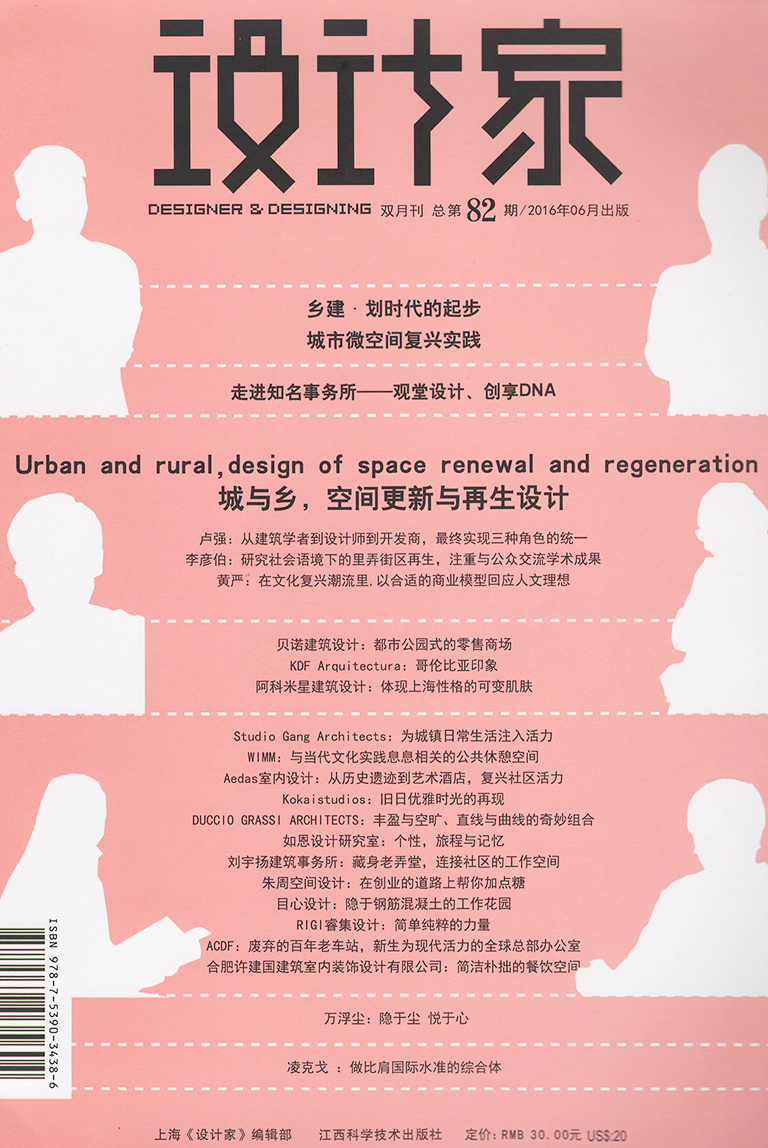 设计家
DESIGNER & DESIGNING 双月刊 总第82期/2016年06月出版
乡建·划时代的起步
城市微空间复兴实践
走进知名事务所——观堂设计、创享DNA
Urban and rural,design of space renewal and regeneration
城与乡，空间更新与再生设计
卢强：从建筑学者到设计师到开发商，最终实现三种角色的统一
李彦伯：研究社会语境下的里弄街区再生，注重与公众交流学术成果
黄严：在文化复兴潮流里,以合适的商业模型回应人文理想
贝诺建筑设计：都市公园式的零售商场
KDF Arquitectura：哥伦比亚印象
阿科米星建筑设计：体现上海性格的可变肌肤
Studio Gang Architects：为城镇日常生活注入活力
WIMM：与当代文化实践息息相关的公共休憩空间
Aedas室内设计：从历史遗迹到艺术酒店，复兴社区活力
Kokaistudios：旧日优雅时光的再现
DUCCIO GRASSI ARCHITECTS：丰盈与空旷、直线与曲线的奇妙组合
如恩设计研究室：个性，旅程与记忆
刘宇扬建筑事务所：藏身老弄堂，连接社区的工作空间
朱周空间设计：在创业的道路上帮你加点糖
目心设计：隐于钢筋混凝土的工作花园
RIGI睿集设计：简单纯粹的力量
ACDF：废弃的百年老车站，新生为现代活力的全球总部办公室
合肥许建国建筑室内装饰设计有限公司：简洁朴拙的餐饮空间
ISBN 978-7-5390-3438-6
万浮尘：隐于尘 悦于心
凌克戈：做比肩国际水准的综合体
上海《设计家》编辑部 江西科学技术出版社 定价：RMB 30.00元 US$:20